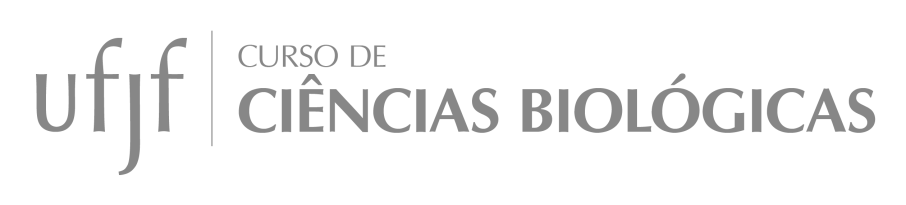 ufjf
CURSO DE
CIÊNCIAS BIOLÓGICAS